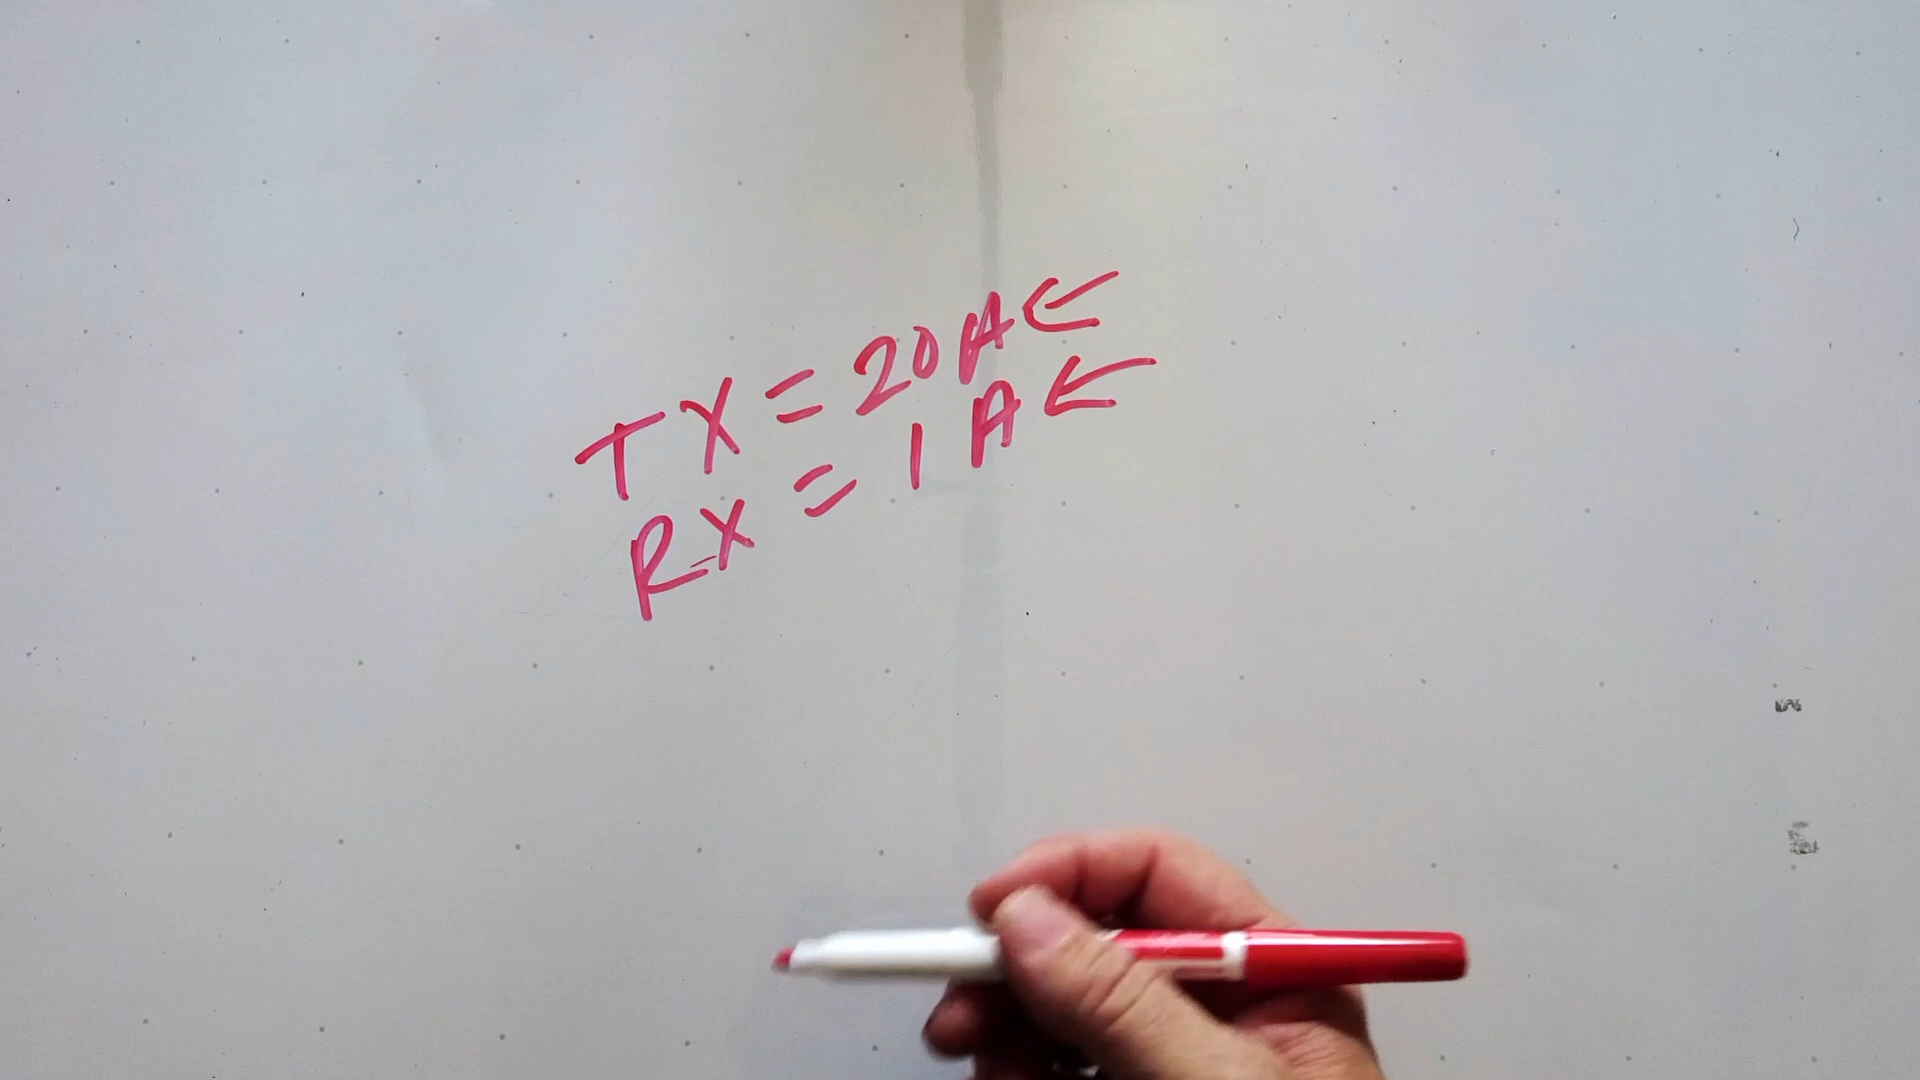 TX = 20A ←
RX = 1A ←